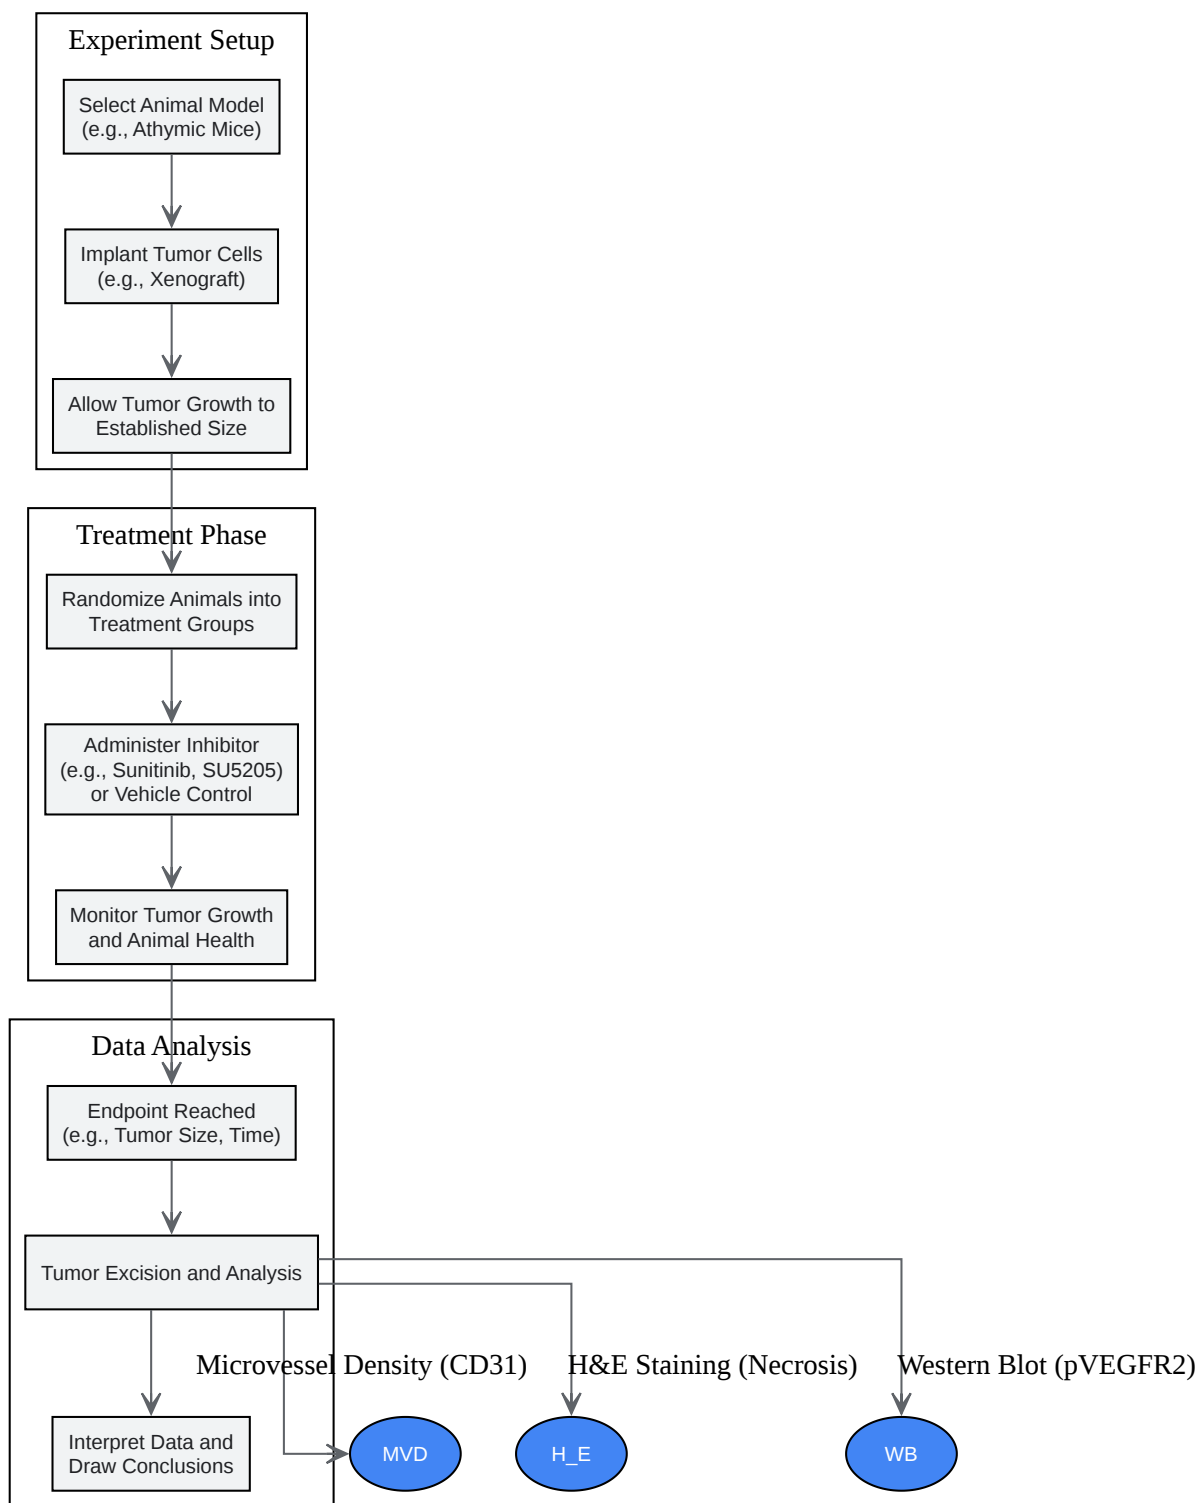 Experiment Setup
Select Animal Model
(e.g., Athymic Mice)
Implant Tumor Cells
(e.g., Xenograft)
Allow Tumor Growth to
Established Size
Treatment Phase
Randomize Animals into
Treatment Groups
Administer Inhibitor
(e.g., Sunitinib, SU5205)
or Vehicle Control
Monitor Tumor Growth
and Animal Health
Data Analysis
Endpoint Reached
(e.g., Tumor Size, Time)
Tumor Excision and Analysis
Microvessel Density (CD31)
H&E Staining (Necrosis)
Western Blot (pVEGFR2)
Interpret Data and
Draw Conclusions
MVD
H_E
WB